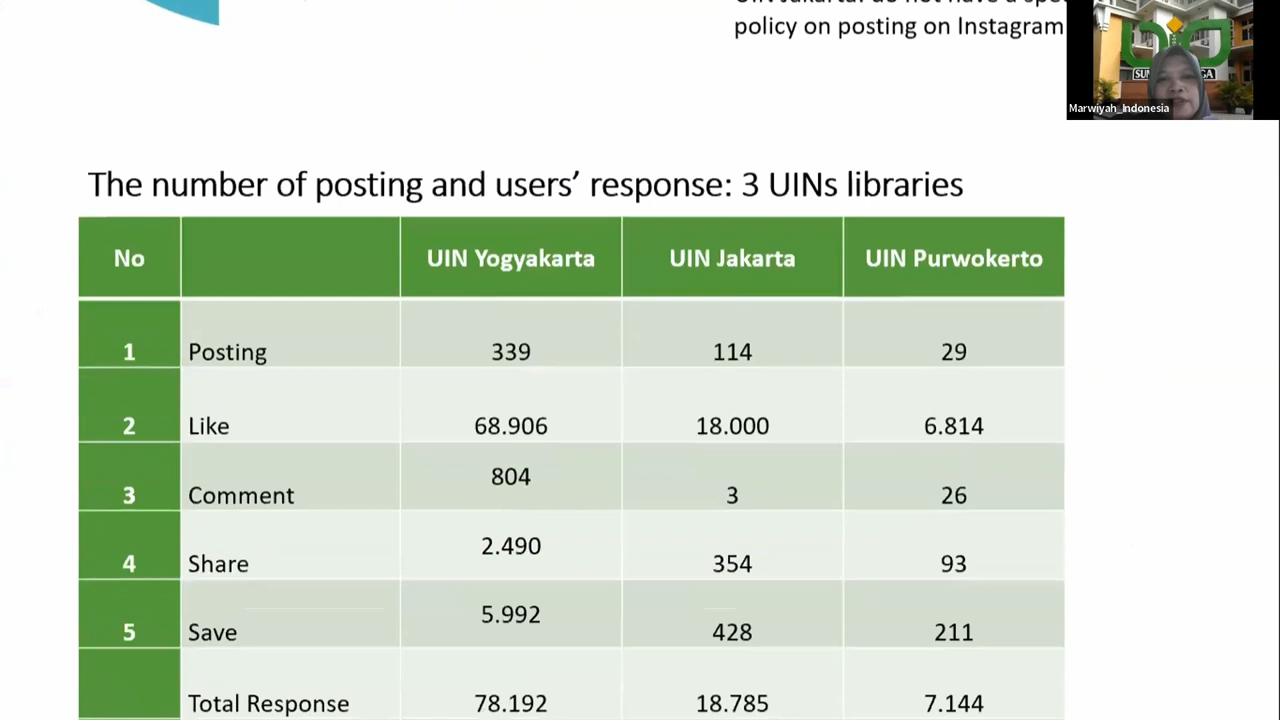 policy on posting on Instagram
Marwiyah_Indonesia
The number of posting and users’ response: 3 UINs libraries
No UIN Yogyakarta UIN Jakarta UIN Purwokerto
1 Posting 339 114 29
2 Like 68.906 18.000 6.814
3 Comment 804 3 26
4 Share 2.490 354 93
5 Save 5.992 428 211
Total Response 78.192 18.785 7.144